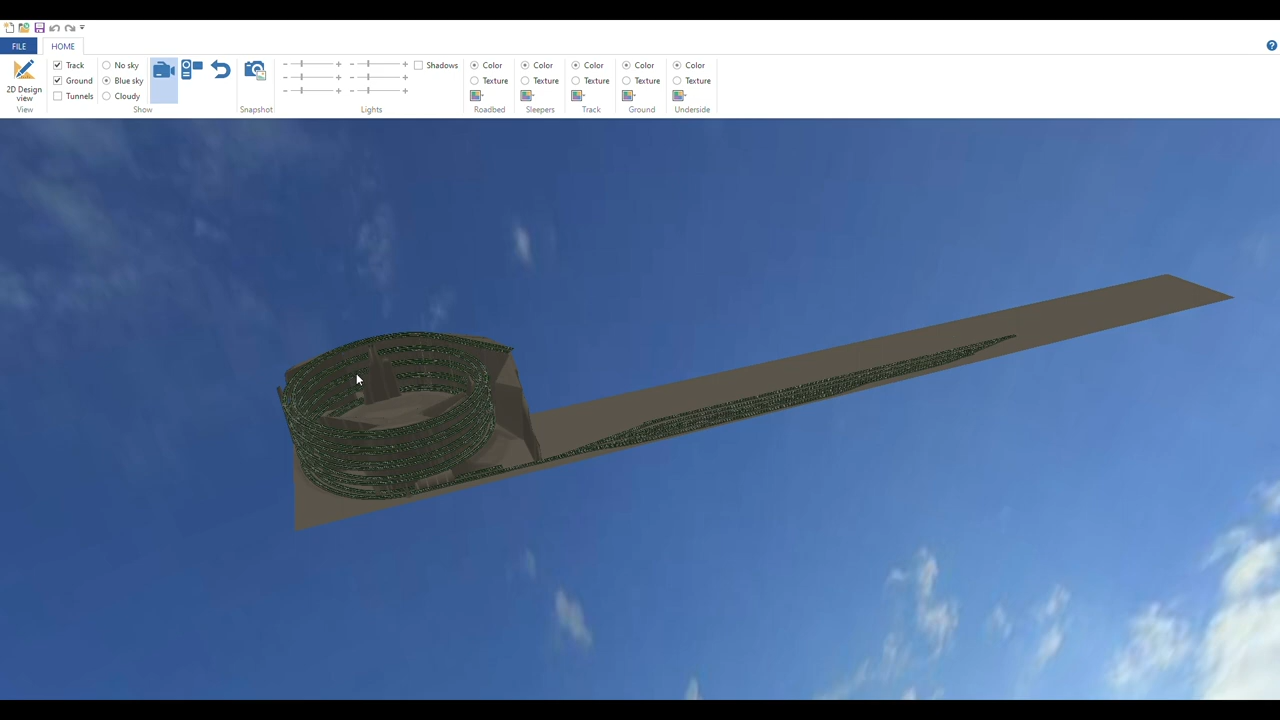 FILE HOME
Track No sky Shadows Color Color Color Color Color
Ground Blue sky Texture Texture Texture Texture Texture
2D Design
view
Tunnels Cloudy
View Show Snapshot Lights Roadbed Sleepers Track Ground Underside